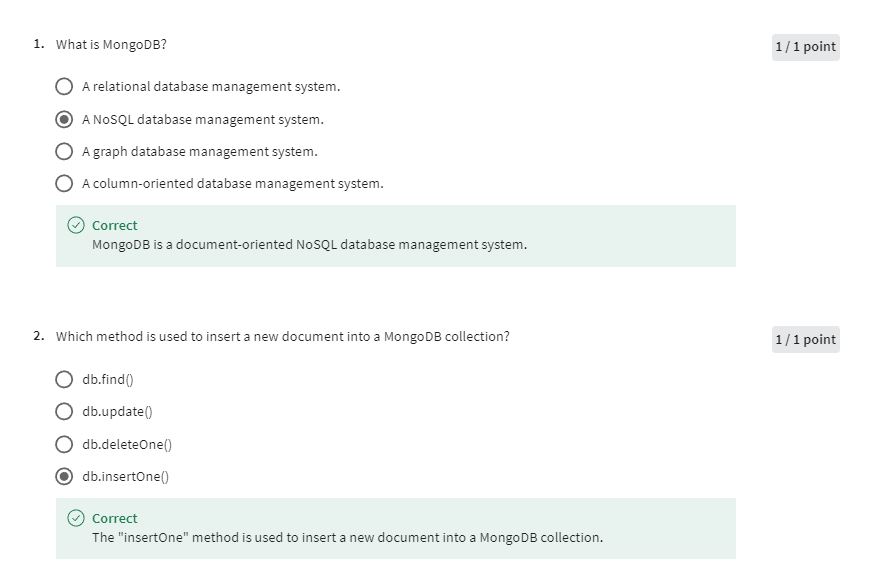 1. What is MongoDB?
1 / 1 point
A relational database management system.
A NoSQL database management system.
A graph database management system.
A column-oriented database management system.
Correct
MongoDB is a document-oriented NoSQL database management system.
2. Which method is used to insert a new document into a MongoDB collection?
1 / 1 point
db.find()
db.update()
db.deleteOne()
db.insertOne()
Correct
The "insertOne" method is used to insert a new document into a MongoDB collection.